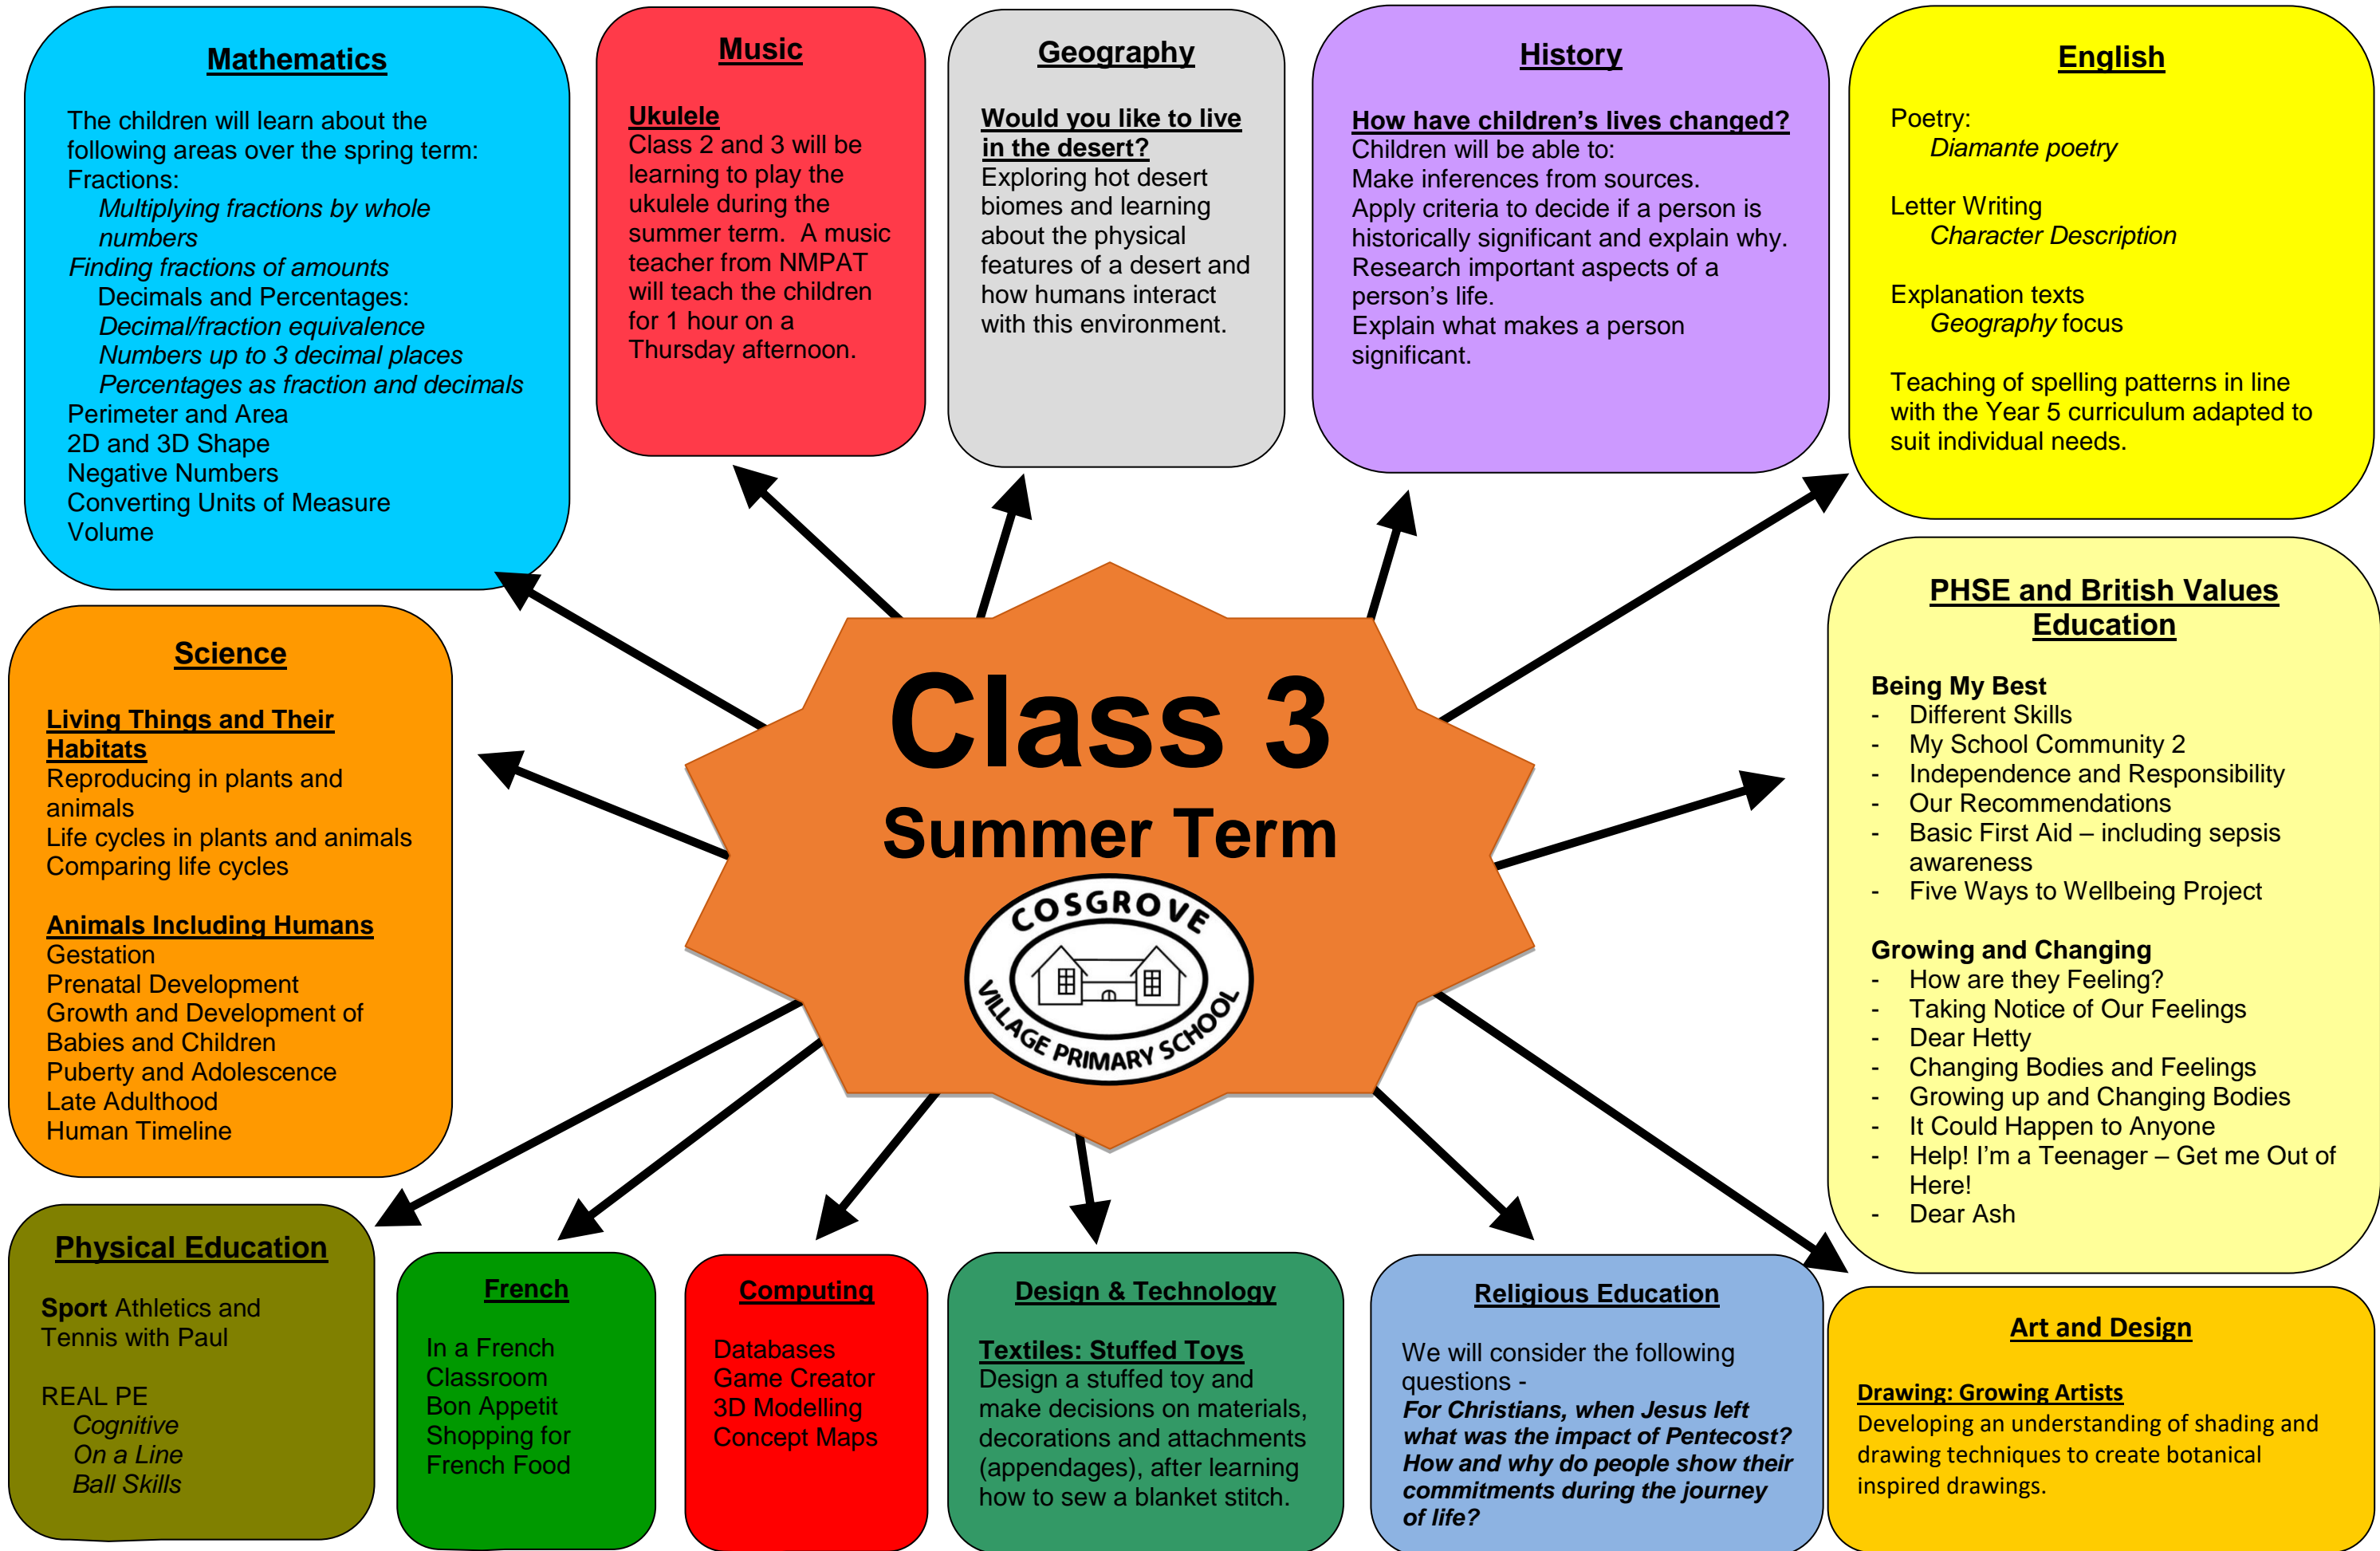 Mathematics
The children will learn about the
following areas over the spring term:
Fractions:
Multiplying fractions by whole
numbers
Finding fractions of amounts
Decimals and Percentages:
Decimal/fraction equivalence
Numbers up to 3 decimal places
Percentages as fraction and decimals
Perimeter and Area
2D and 3D Shape
Negative Numbers
Converting Units of Measure
Volume
Music
Ukulele
Class 2 and 3 will be
learning to play the
ukulele during the
summer term.  A music
teacher from NMPAT
will teach the children
for 1 hour on a
Thursday afternoon.
Geography
Would you like to live
in the desert?
Exploring hot desert
biomes and learning
about the physical
features of a desert and
how humans interact
with this environment.
History
How have children’s lives changed?
Children will be able to:
Make inferences from sources.
Apply criteria to decide if a person is
historically significant and explain why.
Research important aspects of a
person’s life.
Explain what makes a person
significant.
English
Poetry:
Diamante poetry
Letter Writing
Character Description
Explanation texts
Geography focus
Teaching of spelling patterns in line
with the Year 5 curriculum adapted to
suit individual needs.
Science
Living Things and Their
Habitats
Reproducing in plants and
animals
Life cycles in plants and animals
Comparing life cycles
Animals Including Humans
Gestation
Prenatal Development
Growth and Development of
Babies and Children
Puberty and Adolescence
Late Adulthood
Human Timeline
Class 3
Summer Term
COSGROVE
VILLAGE PRIMARY SCHOOL
PHSE and British Values
Education
Being My Best
- Different Skills
- My School Community 2
- Independence and Responsibility
- Our Recommendations
- Basic First Aid – including sepsis
awareness
- Five Ways to Wellbeing Project
Growing and Changing
- How are they Feeling?
- Taking Notice of Our Feelings
- Dear Hetty
- Changing Bodies and Feelings
- Growing up and Changing Bodies
- It Could Happen to Anyone
- Help! I’m a Teenager – Get me Out of
Here!
- Dear Ash
Physical Education
Sport Athletics and
Tennis with Paul
REAL PE
Cognitive
On a Line
Ball Skills
French
In a French
Classroom
Bon Appetit
Shopping for
French Food
Computing
Databases
Game Creator
3D Modelling
Concept Maps
Design & Technology
Textiles: Stuffed Toys
Design a stuffed toy and
make decisions on materials,
decorations and attachments
(appendages), after learning
how to sew a blanket stitch.
Religious Education
We will consider the following
questions -
For Christians, when Jesus left
what was the impact of Pentecost?
How and why do people show their
commitments during the journey
of life?
Art and Design
Drawing: Growing Artists
Developing an understanding of shading and
drawing techniques to create botanical
inspired drawings.